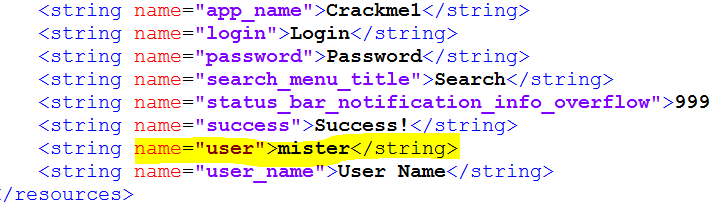 <string name="app_name">Crackme1</string>
<string name="login">Login</string>
<string name="password">Password</string>
<string name="search_menu_title">Search</string>
<string name="status_bar_notification_info_overflow">999
<string name="success">Success!</string>
<string name="user">mister</string>
<string name="user_name">User Name</string>
/resources>